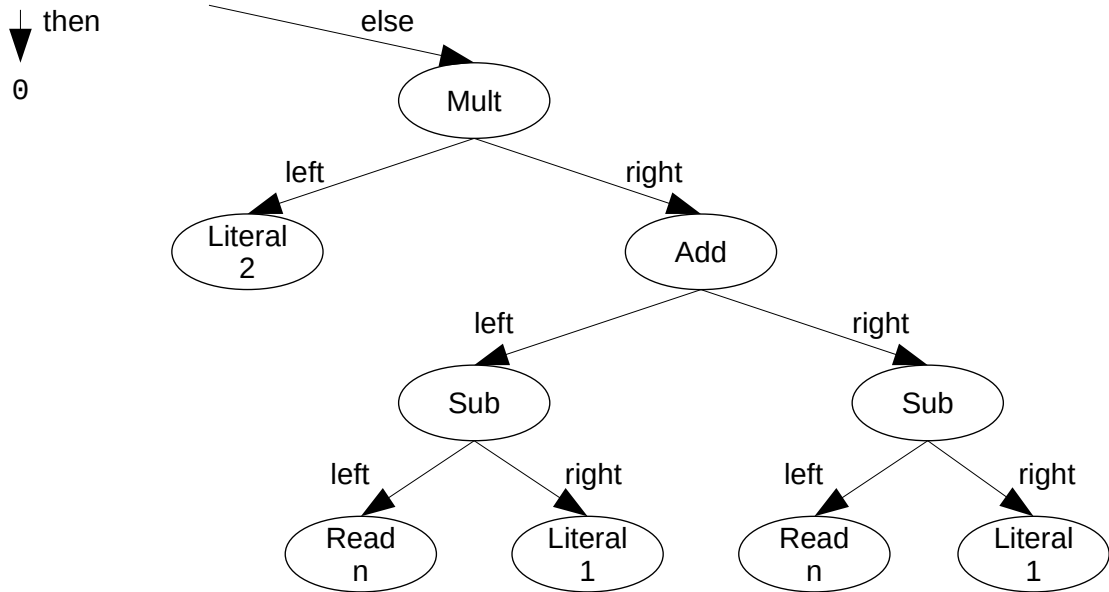 then
else
0
Mult
left
right
Literal
2
Add
left
right
Sub
Sub
left
right
left
right
Read
n
Literal
1
Read
n
Literal
1